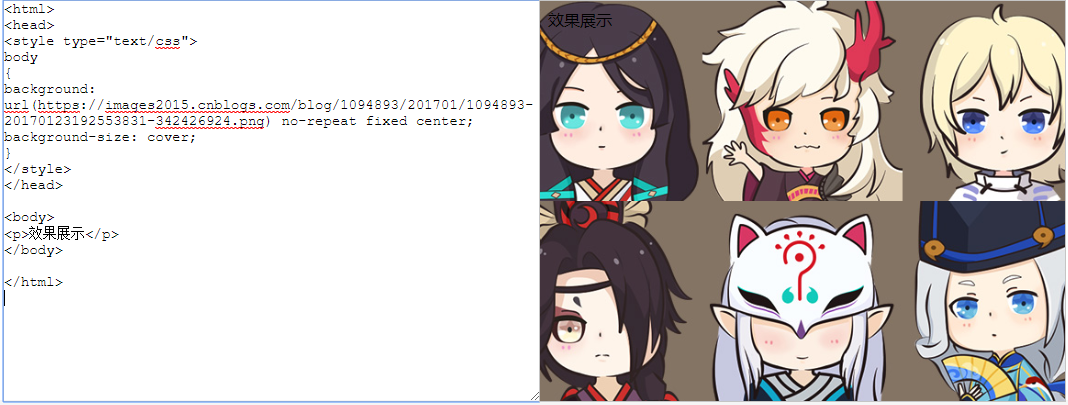 <html>
<head>
<style type="text/css">
body
{
background:
url(https://images2015.cnblogs.com/blog/1094893/201701/1094893-
20170123192553831-342426924.png) no-repeat fixed center;
background-size: cover;
}
</style>
</head>
<body>
<p>效果展示</p>
</body>
</html>
效果展示